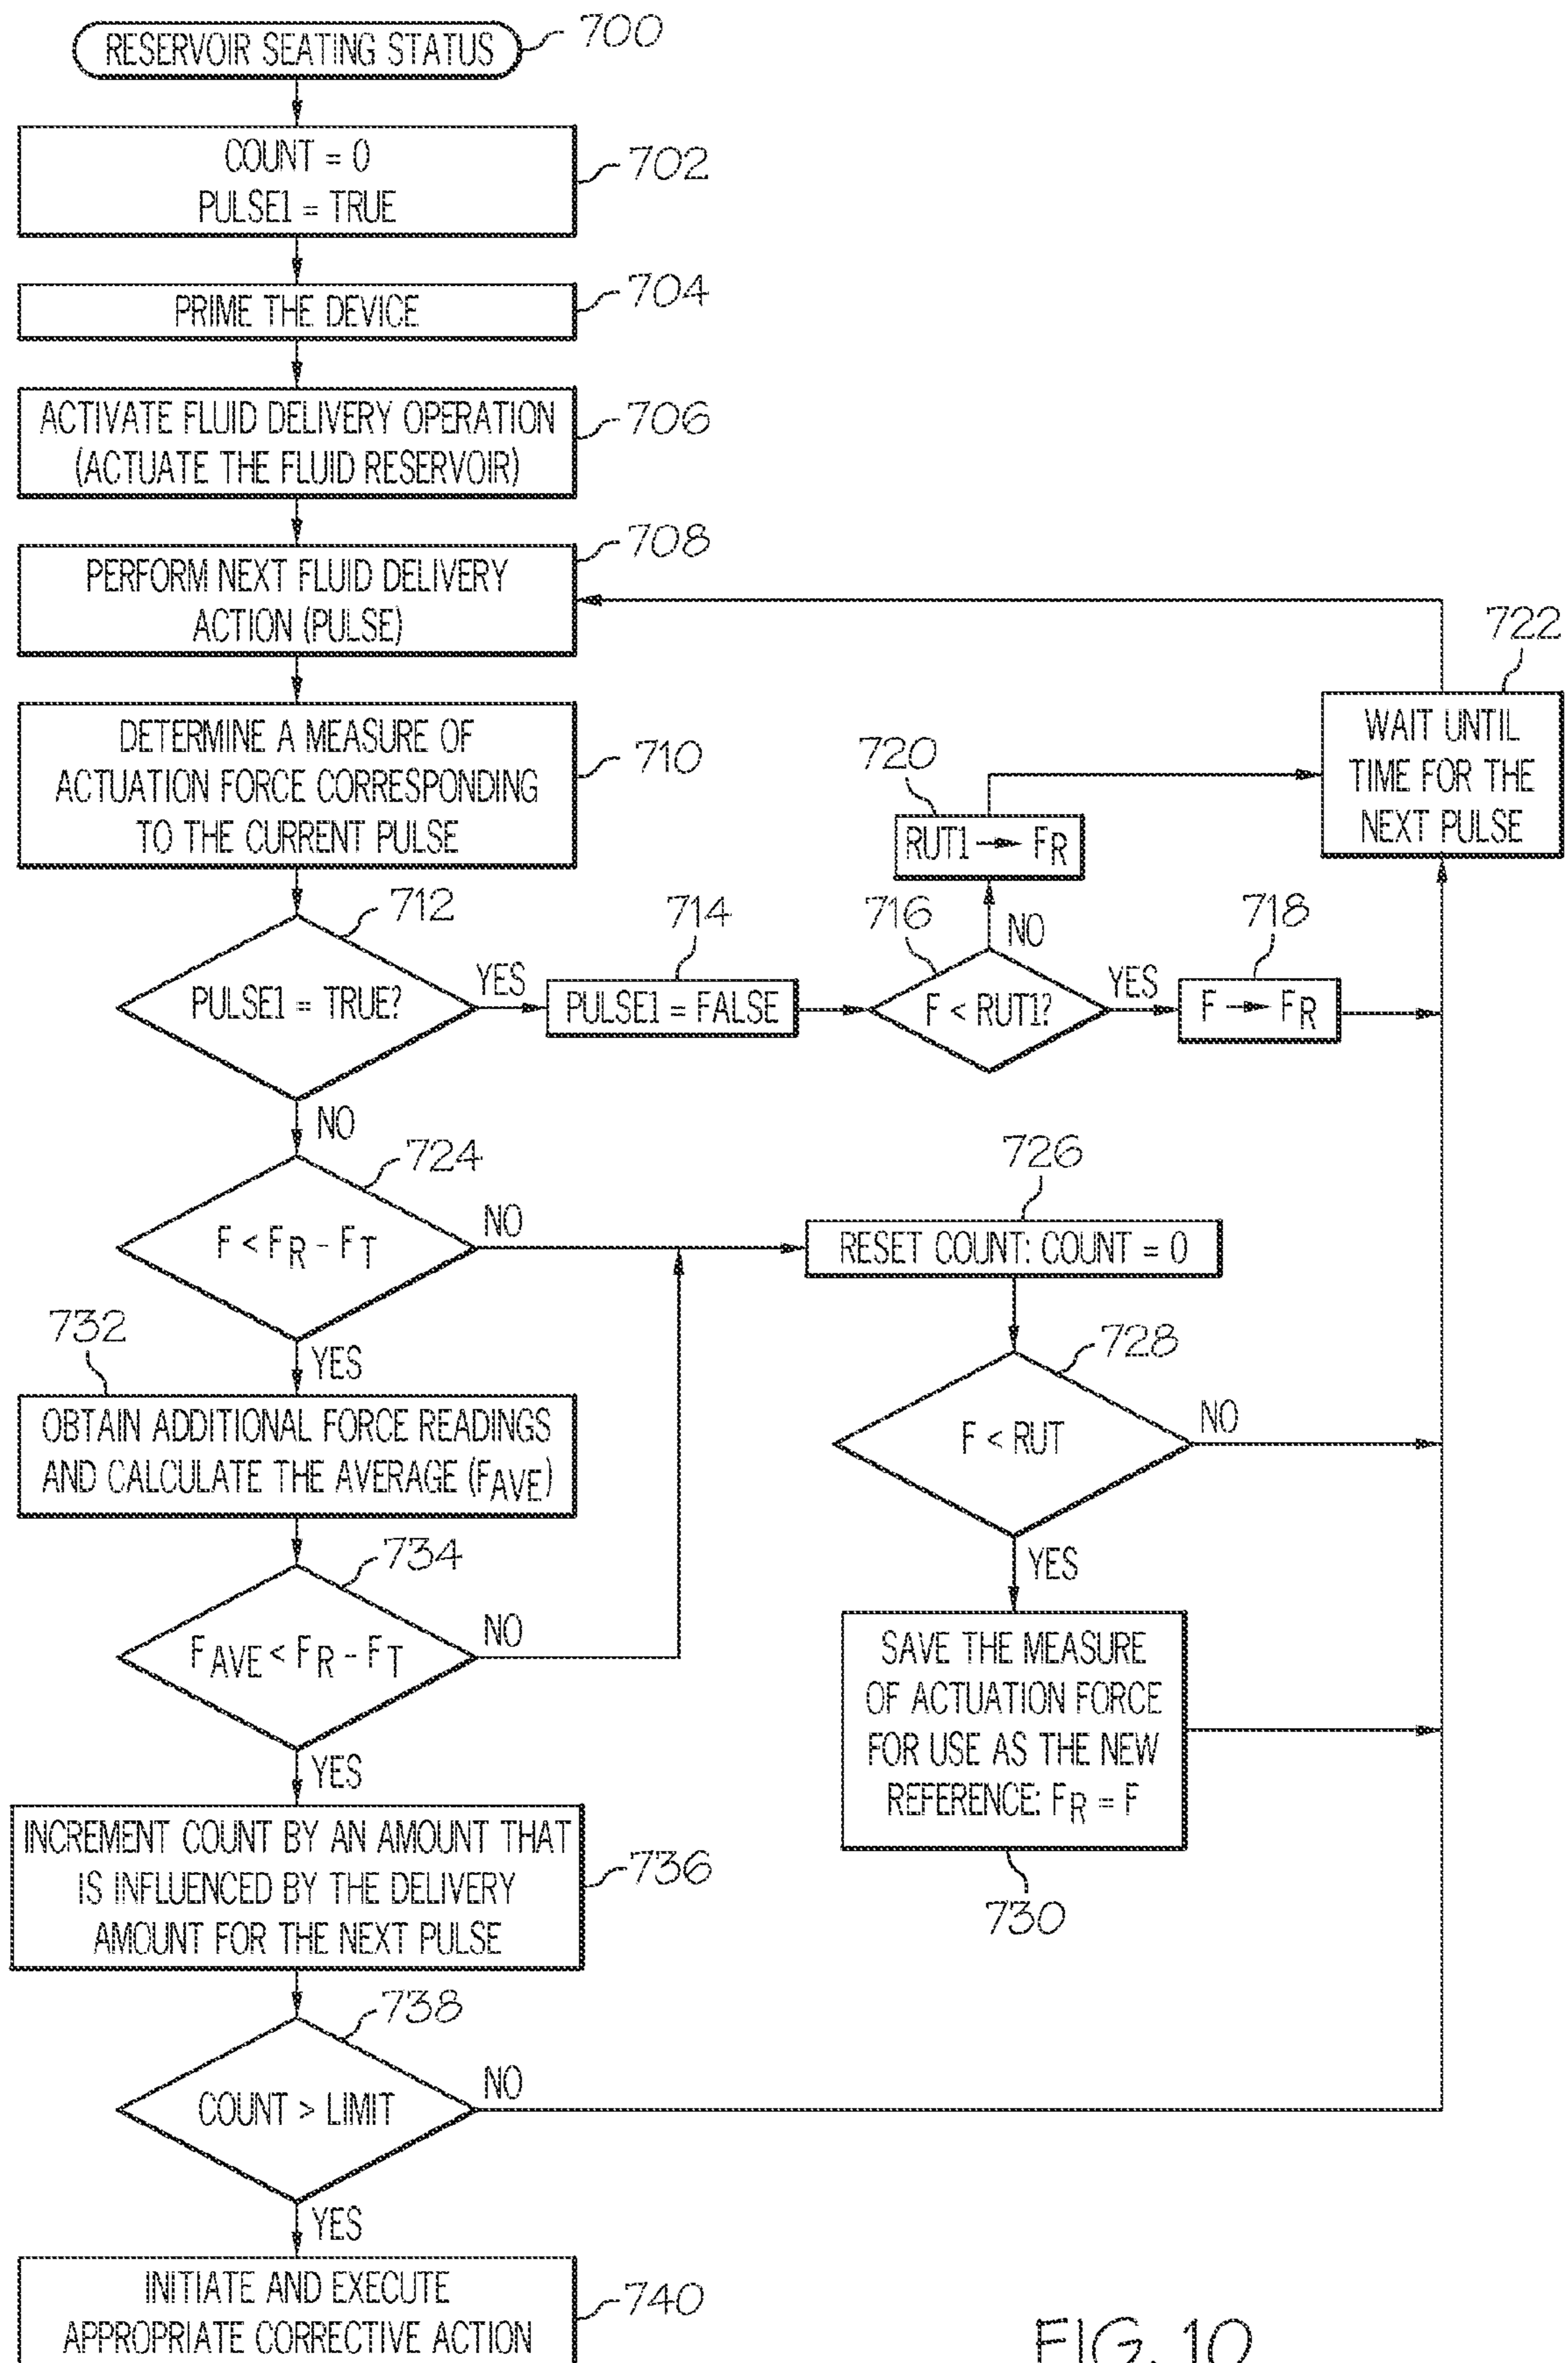 RESERVOIR SEATING STATUS
700
COUNT = 0
PULSE1 = TRUE
702
PRIME THE DEVICE
704
ACTIVATE FLUID DELIVERY OPERATION
(ACTUATE THE FLUID RESERVOIR)
706
PERFORM NEXT FLUID DELIVERY
ACTION (PULSE)
708
DETERMINE A MEASURE OF
ACTUATION FORCE CORRESPONDING
TO THE CURRENT PULSE
710
722
WAIT UNTIL
TIME FOR THE
NEXT PULSE
720
RUT1 → FR
712
PULSE1 = TRUE?
YES
714
PULSE1 = FALSE
716
NO
F < RUT1?
YES
718
F → FR
NO
724
F < FR - FT
NO
726
RESET COUNT: COUNT = 0
YES
728
F < RUT
NO
732
OBTAIN ADDITIONAL FORCE READINGS
AND CALCULATE THE AVERAGE (FAVE)
734
FAVE < FR - FT
NO
YES
YES
SAVE THE MEASURE
OF ACTUATION FORCE
FOR USE AS THE NEW
REFERENCE: FR = F
730
INCREMENT COUNT BY AN AMOUNT THAT
IS INFLUENCED BY THE DELIVERY
AMOUNT FOR THE NEXT PULSE
736
738
COUNT > LIMIT
NO
YES
INITIATE AND EXECUTE
APPROPRIATE CORRECTIVE ACTION
740
FIG. 10